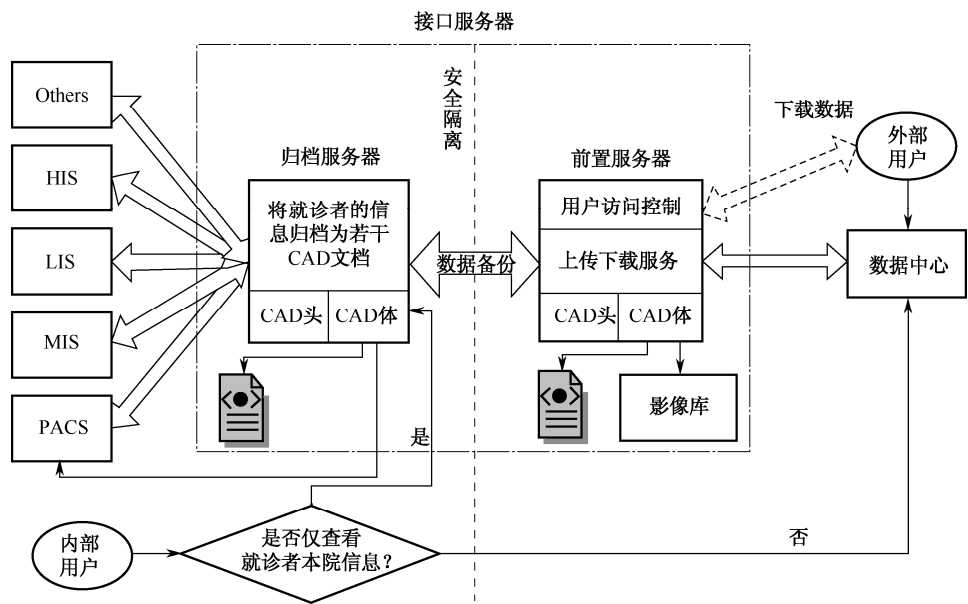 接口服务器
安全隔离
Others
HIS
LIS
MIS
PACS
归档服务器
将就诊者的信
息归档为若干
CAD文档
CAD头
CAD体
数据备份
前置服务器
用户访问控制
上传下载服务
CAD头
CAD体
影像库
下载数据
外部
用户
数据中心
是
内部
用户
是否仅查看
就诊者本院信息?
否